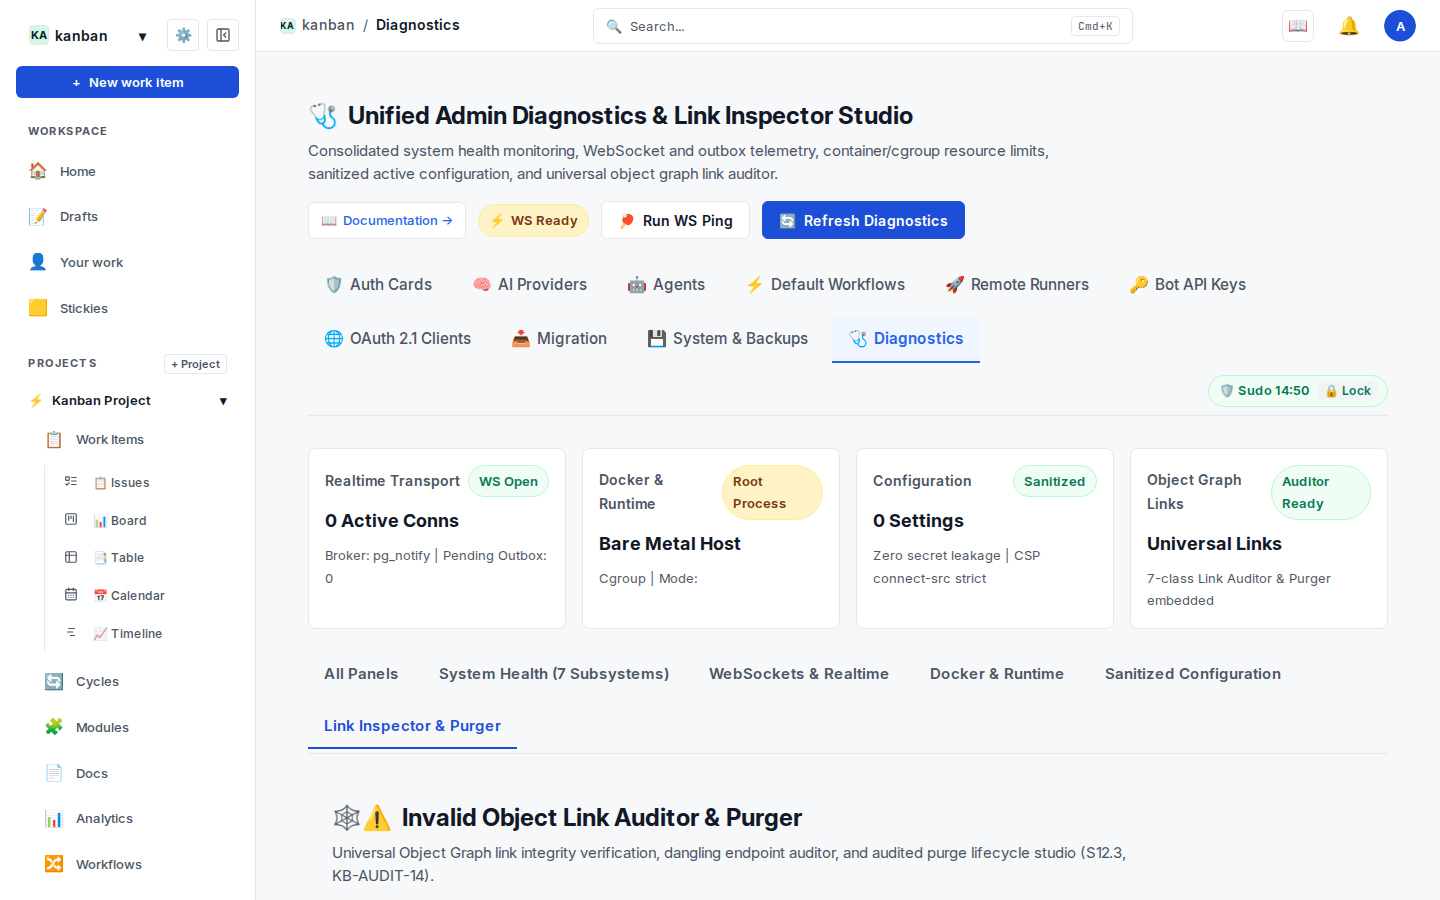 KA kanban ▾
+ New work item
WORKSPACE
Home
Drafts
Your work
Stickies
PROJECTS
+ Project
Kanban Project ▾
Work Items
Issues
Board
Table
Calendar
Timeline
Cycles
Modules
Docs
Analytics
Workflows
KA kanban / Diagnostics
Search...
Cmd+K
A
Unified Admin Diagnostics & Link Inspector Studio
Consolidated system health monitoring, WebSocket and outbox telemetry, container/cgroup resource limits,
sanitized active configuration, and universal object graph link auditor.
Documentation →
WS Ready
Run WS Ping
Refresh Diagnostics
Auth Cards
AI Providers
Agents
Default Workflows
Remote Runners
Bot API Keys
OAuth 2.1 Clients
Migration
System & Backups
Diagnostics
Sudo 14:50
Lock
Realtime Transport
WS Open
0 Active Conns
Broker: pg_notify | Pending Outbox:
0
Docker &
Runtime
Root
Process
Bare Metal Host
Cgroup | Mode:
Configuration
Sanitized
0 Settings
Zero secret leakage | CSP
connect-src strict
Object Graph
Links
Auditor
Ready
Universal Links
7-class Link Auditor & Purger
embedded
All Panels
System Health (7 Subsystems)
WebSockets & Realtime
Docker & Runtime
Sanitized Configuration
Link Inspector & Purger
Invalid Object Link Auditor & Purger
Universal Object Graph link integrity verification, dangling endpoint auditor, and audited purge lifecycle studio (S12.3,
KB-AUDIT-14).